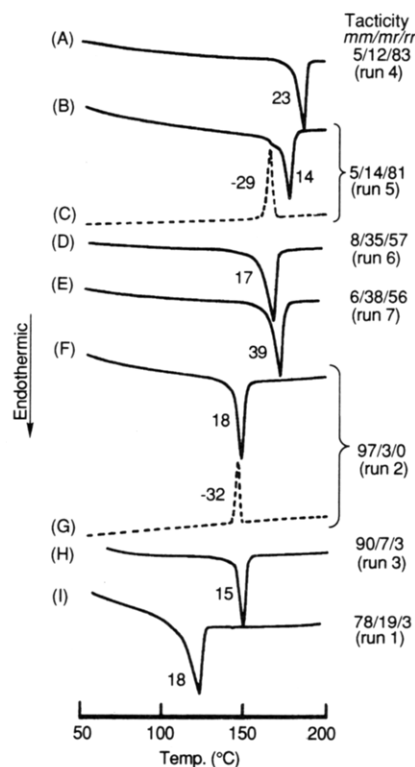 Tacticity
mm/mr/rr
(A)
5/12/83
(run 4)
23
(B)
14
-29
5/14/81
(run 5)
(C)
(D)
8/35/57
(run 6)
17
(E)
6/38/56
(run 7)
39
(F)
Endothermic
18
97/3/0
(run 2)
-32
(G)
(H)
90/7/3
(run 3)
15
(I)
78/19/3
(run 1)
18
50 100 150 200
Temp. (°C)